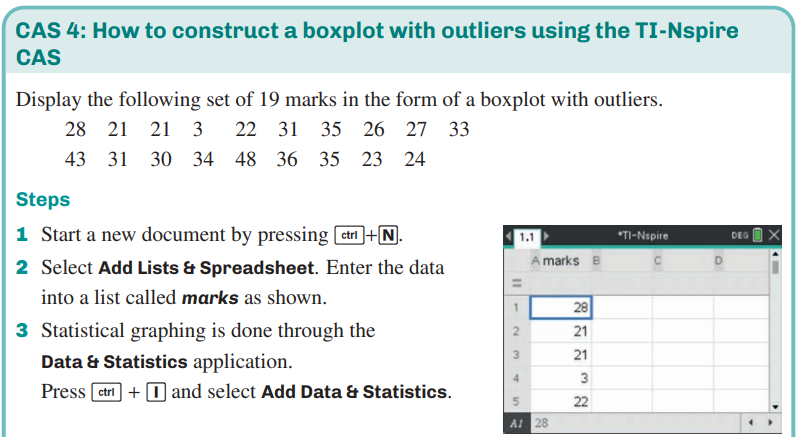 CAS 4: How to construct a boxplot with outliers using the TI-Nspire
CAS
Display the following set of 19 marks in the form of a boxplot with outliers.
28 21 21 3 22 31 35 26 27 33
43 31 30 34 48 36 35 23 24
Steps
1 Start a new document by pressing ctrl+N.
2 Select Add Lists & Spreadsheet. Enter the data
into a list called marks as shown.
3 Statistical graphing is done through the
Data & Statistics application.
Press ctrl + I and select Add Data & Statistics.
1.1 *TI-Nspire DEG
A marks B C D
=
1 28
2 21
3 21
4 3
5 22
A1 28